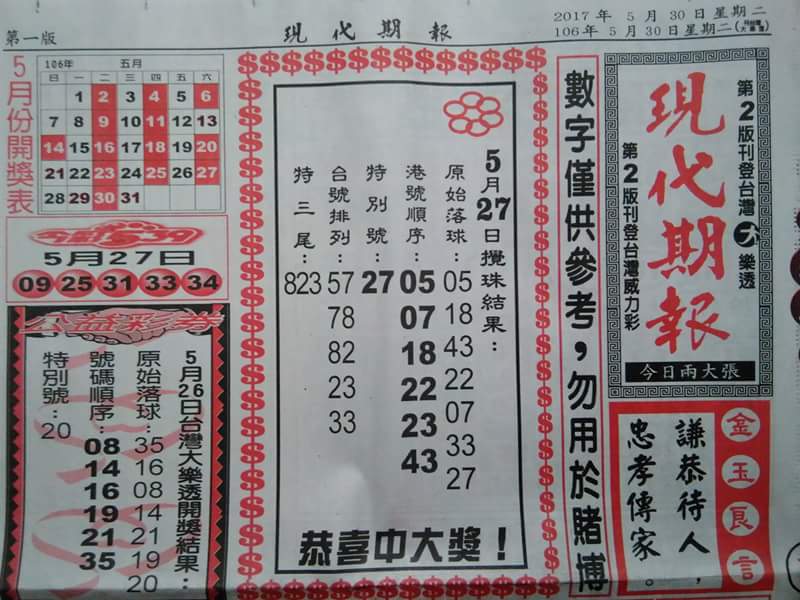 第一版
現代期報
2017年 5月30日星期二
106年 5月30日星期二
5月份開獎表
106年 五月
日 一 二 三 四 五 六
1 2 3 4 5 6
7 8 9 10 11 12 13
14 15 16 17 18 19 20
21 22 23 24 25 26 27
28 29 30 31
今彩539
5月27日
09 25 31 33 34
公益彩券
5月26日台灣大樂透開獎結果：
原始落球：35 16 08 14 21 19 20
號碼順序：08 14 16 19 21 35
特別號：20
5月27日攪珠結果：
原始落球：05 18 43 22 07 33 27
港號順序：05 07 18 22 23 43
特別號：27
台號排列：57 78 82 23 33
特三尾：823
恭喜中大獎！
數字僅供參考，勿用於賭博
第2版刊登台灣大樂透
現代期報
第2版刊登台灣威力彩
今日兩大張
金玉良言
謙恭待人，
忠孝傳家。